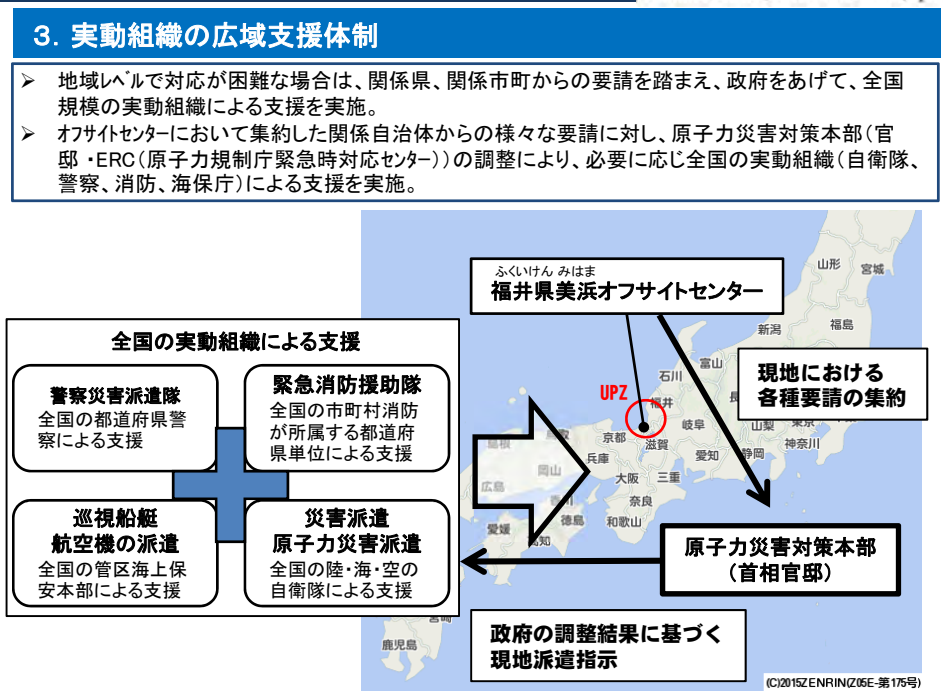 ３．実動組織の広域支援体制
➢ 地域ﾚﾍﾞﾙで対応が困難な場合は、関係県、関係市町からの要請を踏まえ、政府をあげて、全国
規模の実動組織による支援を実施。
➢ ｵﾌｻｲﾄｾﾝﾀｰにおいて集約した関係自治体からの様々な要請に対し、原子力災害対策本部（官
邸・ERC（原子力規制庁緊急時対応ｾﾝﾀｰ））の調整により、必要に応じ全国の実動組織（自衛隊、
警察、消防、海保庁）による支援を実施。
ふくいけん みはま
福井県美浜オフサイトセンター
山形
宮城
新潟
福島
富山
石川
福井
UPZ
現地における
各種要請の集約
全国の実動組織による支援
警察災害派遣隊
全国の都道府県警
察による支援
緊急消防援助隊
全国の市町村消防
が所属する都道府
県単位による支援
巡視船艇
航空機の派遣
全国の管区海上保
安本部による支援
災害派遣
原子力災害派遣
全国の陸・海・空の
自衛隊による支援
島根
鳥取
京都
滋賀
岐阜
山梨
東京
神奈川
兵庫
愛知
静岡
岡山
広島
大阪
三重
香川
奈良
愛媛
徳島
和歌山
高知
宮崎
鹿児島
原子力災害対策本部
（首相官邸）
政府の調整結果に基づく
現地派遣指示
(C)2015ZENRIN(Z05E-第175号)